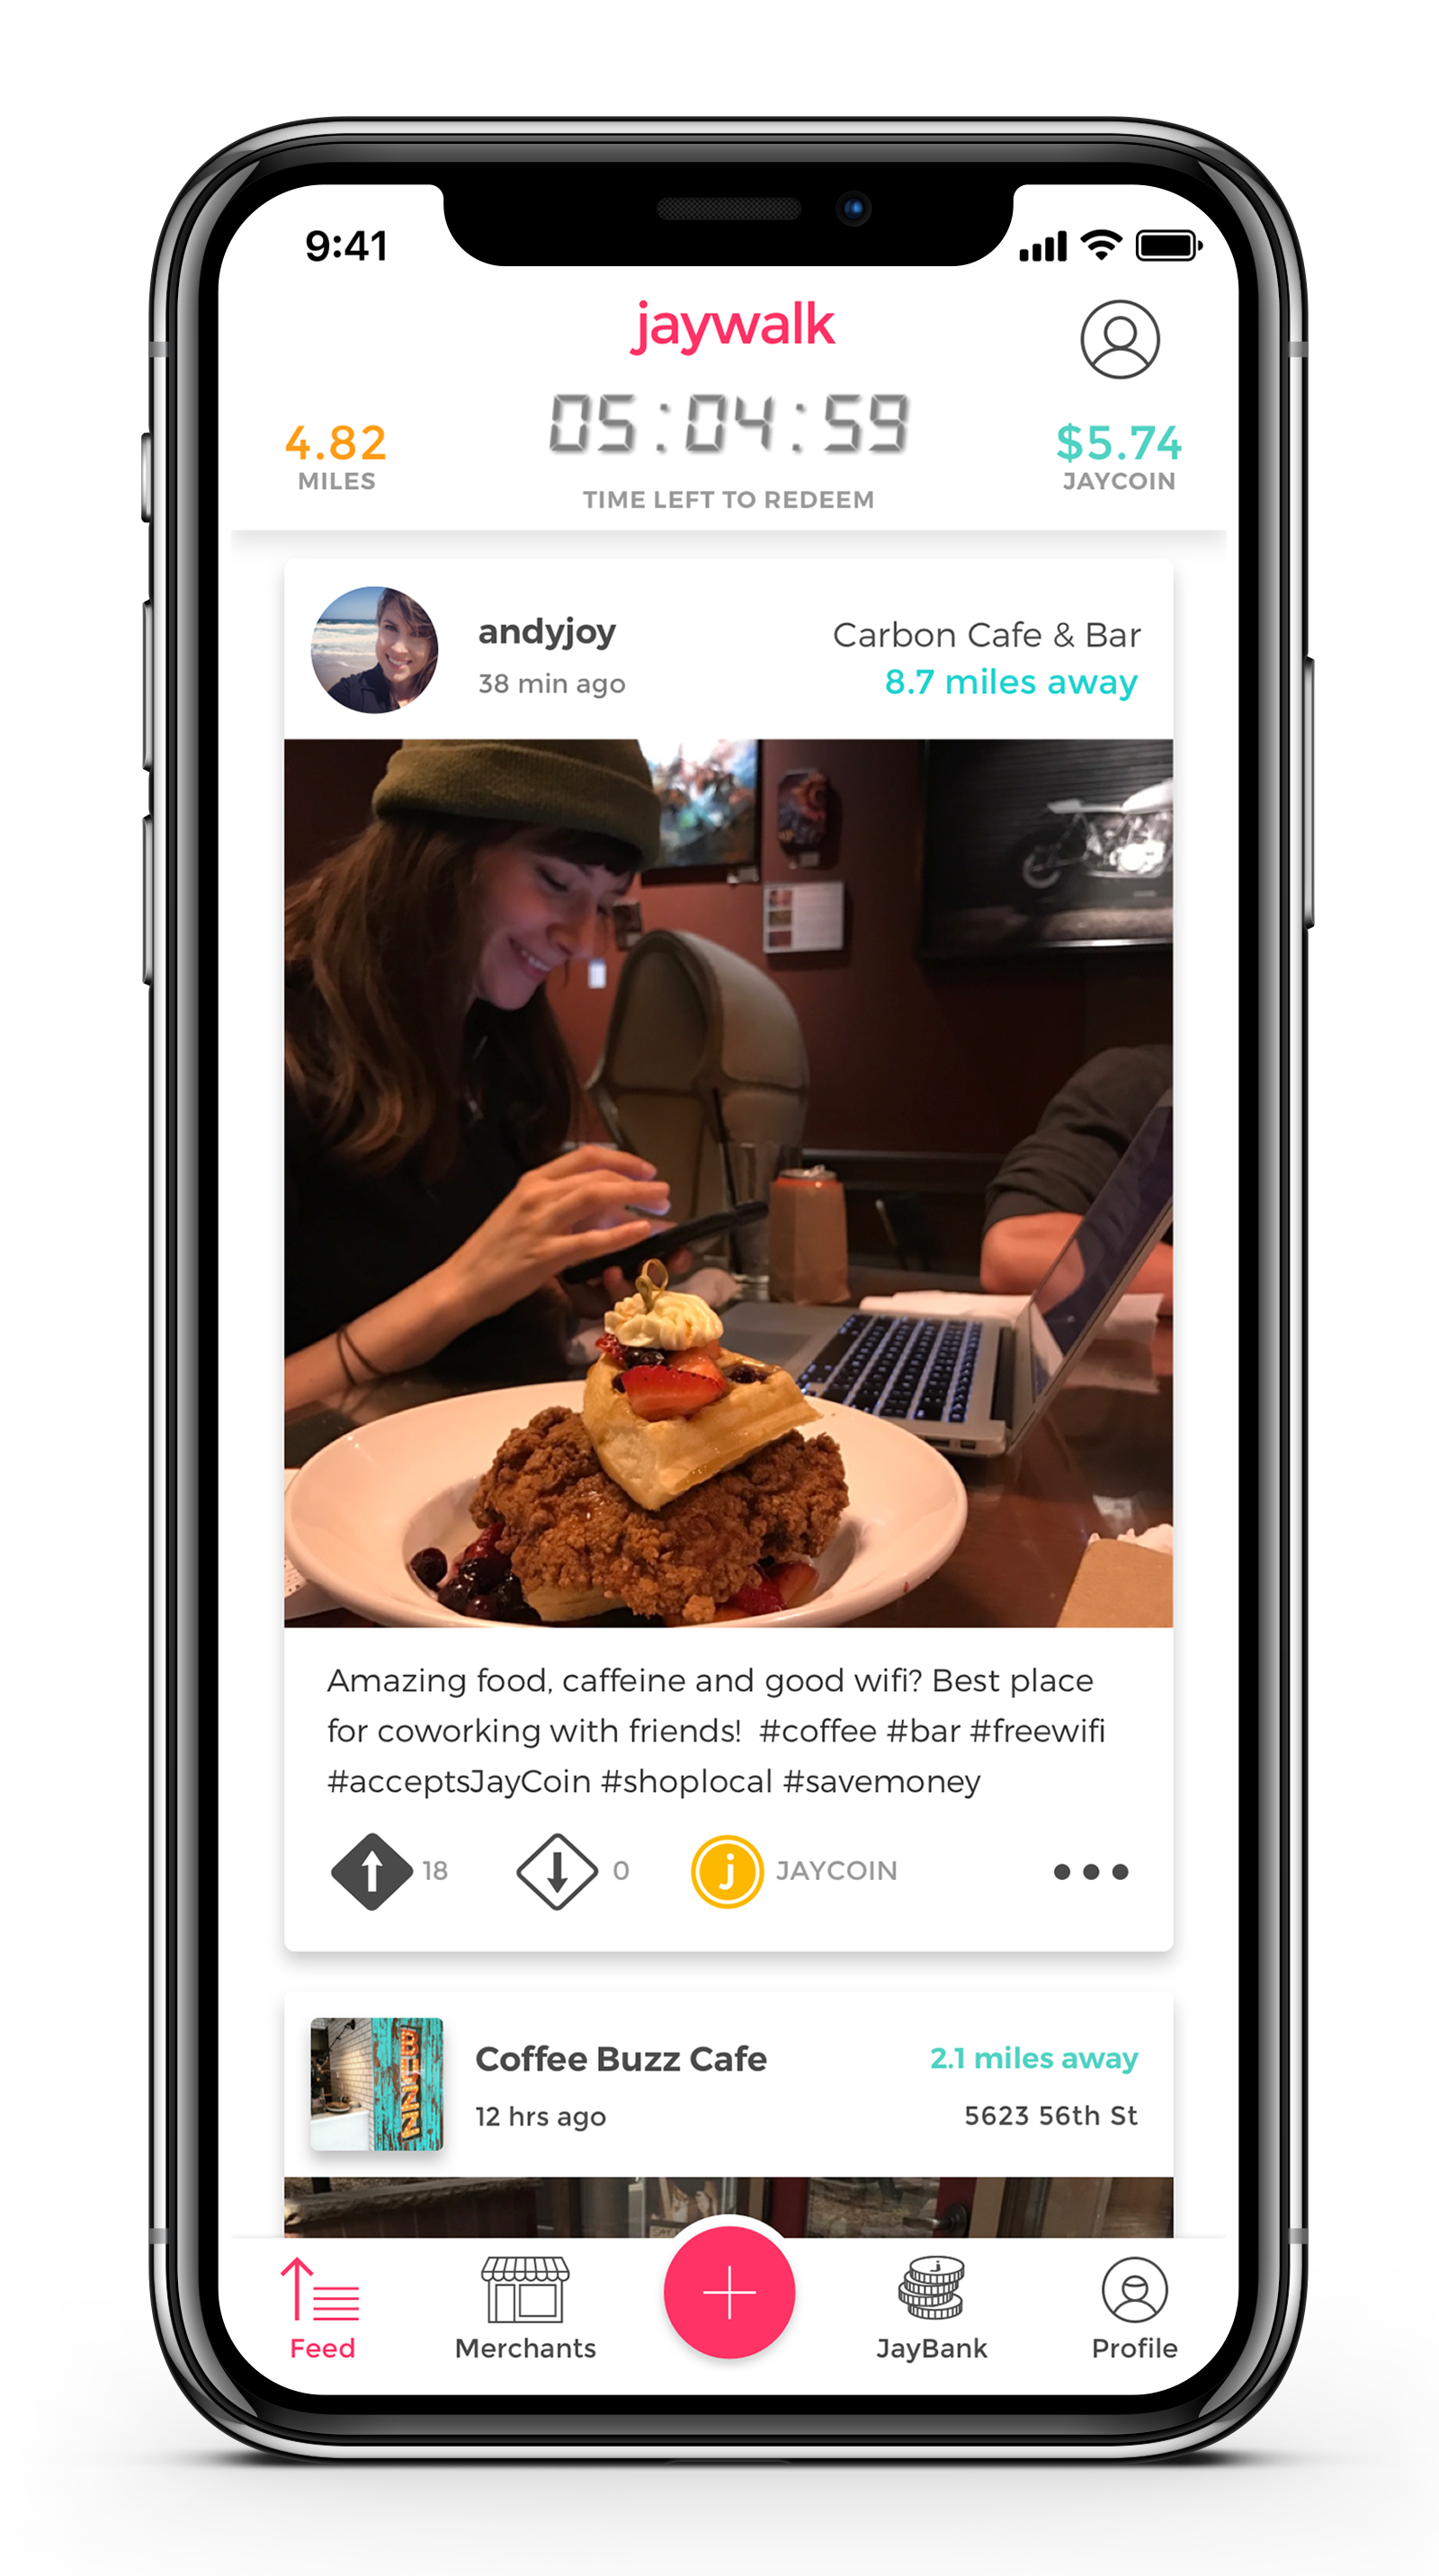 9:41
jaywalk
05:04:59
4.82
MILES
TIME LEFT TO REDEEM
$5.74
JAYCOIN
andyjoy
38 min ago
Carbon Cafe & Bar
8.7 miles away
Amazing food, caffeine and good wifi? Best place
for coworking with friends!  #coffee #bar #freewifi
#acceptsJayCoin #shoplocal #savemoney
18
0
j
JAYCOIN
BUZZ
Coffee Buzz Cafe
2.1 miles away
12 hrs ago
5623 56th St
Feed
Merchants
j
JayBank
Profile